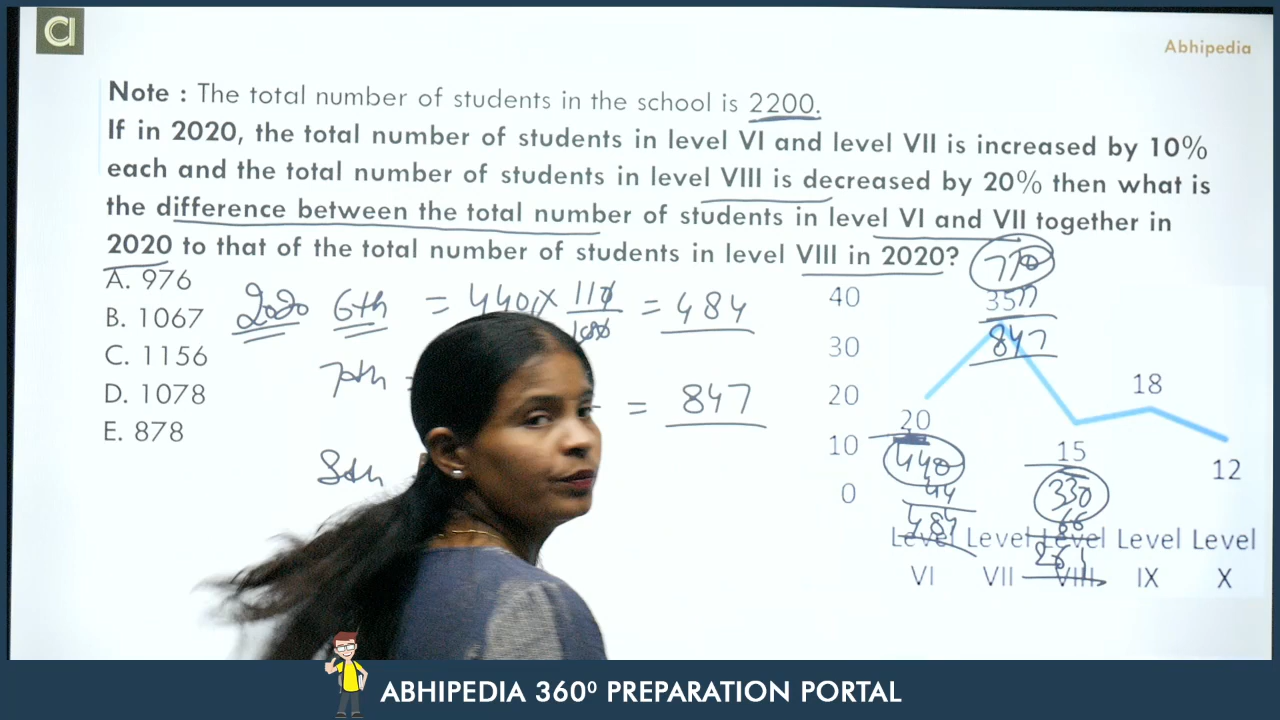 Abhipedia
Note : The total number of students in the school is 2200.
If in 2020, the total number of students in level VI and level VII is increased by 10%
each and the total number of students in level VIII is decreased by 20% then what is
the difference between the total number of students in level VI and VII together in
2020 to that of the total number of students in level VIII in 2020?
A. 976
B. 1067
C. 1156
D. 1078
E. 878
2020 6th = 440 × 110 = 484
7th = = 847
8th
40
30
20
10
0
770
35
847
20
440
44
484
15
330
66
18
12
Level VI
Level VII
Level VIII
Level IX
Level X
ABHIPEDIA 360⁰ PREPARATION PORTAL